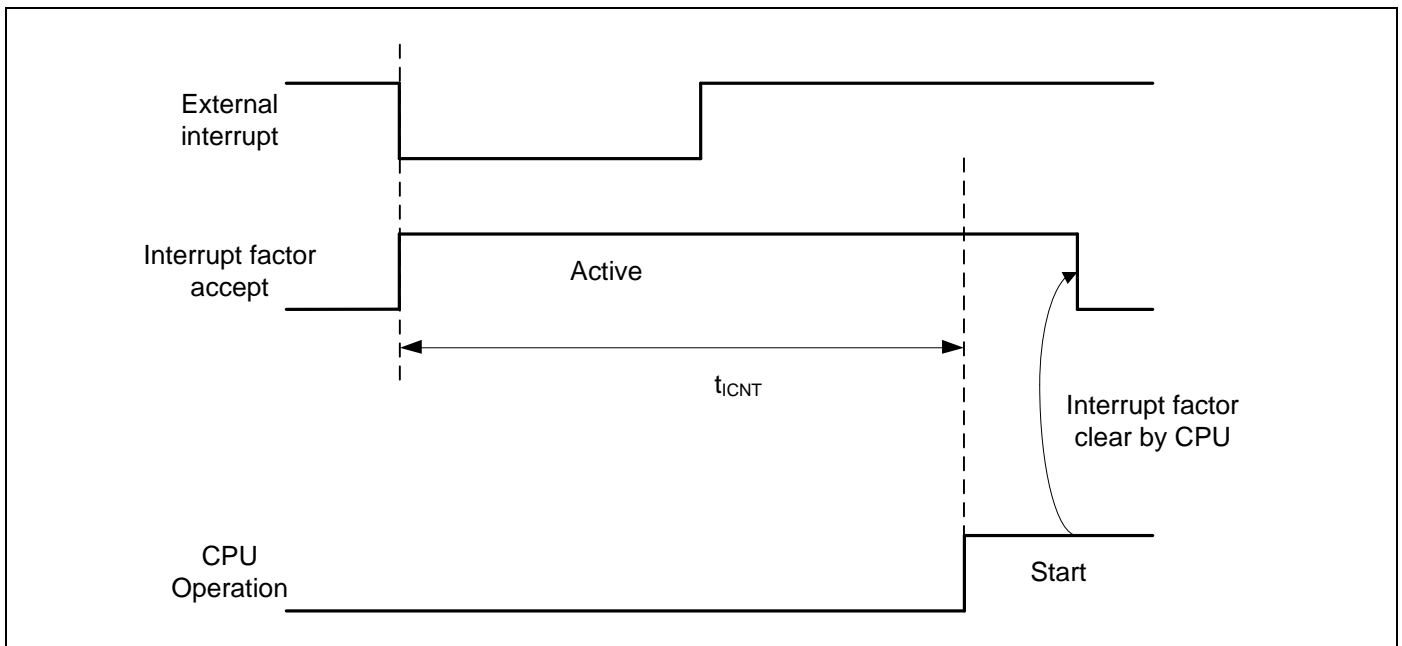 External
interrupt
Interrupt factor
accept
Active
tICNT
Interrupt factor
clear by CPU
CPU
Operation
Start